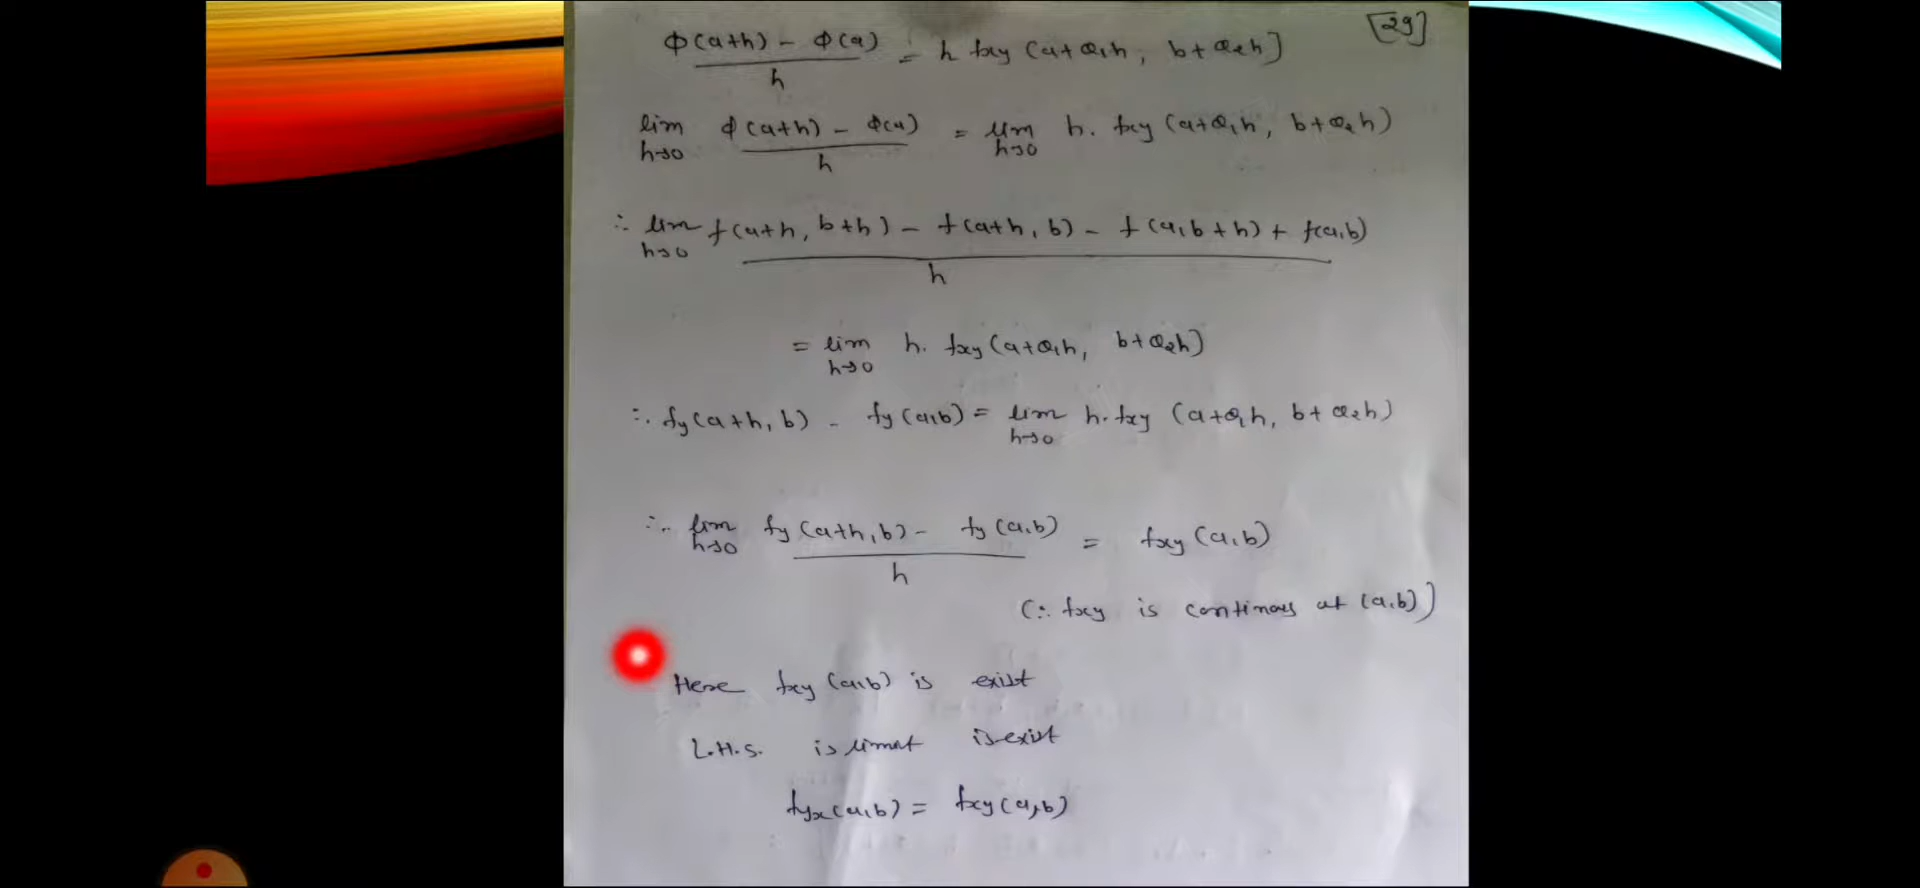 [29]
Φ(a+h) - Φ(a) / h = h fxy (a+θ1h, b+θ2h]
lim h→0 Φ(a+h) - Φ(a) / h = lim h→0 h. fxy (a+θ1h, b+θ2h)
∴ lim h→0 f(a+h, b+h) - f(a+h, b) - f(a,b+h) + f(a,b) / h
= lim h→0 h. fxy (a+θ1h, b+θ2h]
∴ fy(a+h, b) - fy(a,b) = lim h→0 h. fxy (a+θ1h, b+θ2h)
∴ lim h→0 fy(a+h,b) - fy(a,b) / h = fxy (a,b)
(∵ fxy is continous at (a,b))
Here fxy (a,b) is exist
L.H.S. is limit is exist
fyx(a,b) = fxy(a,b)